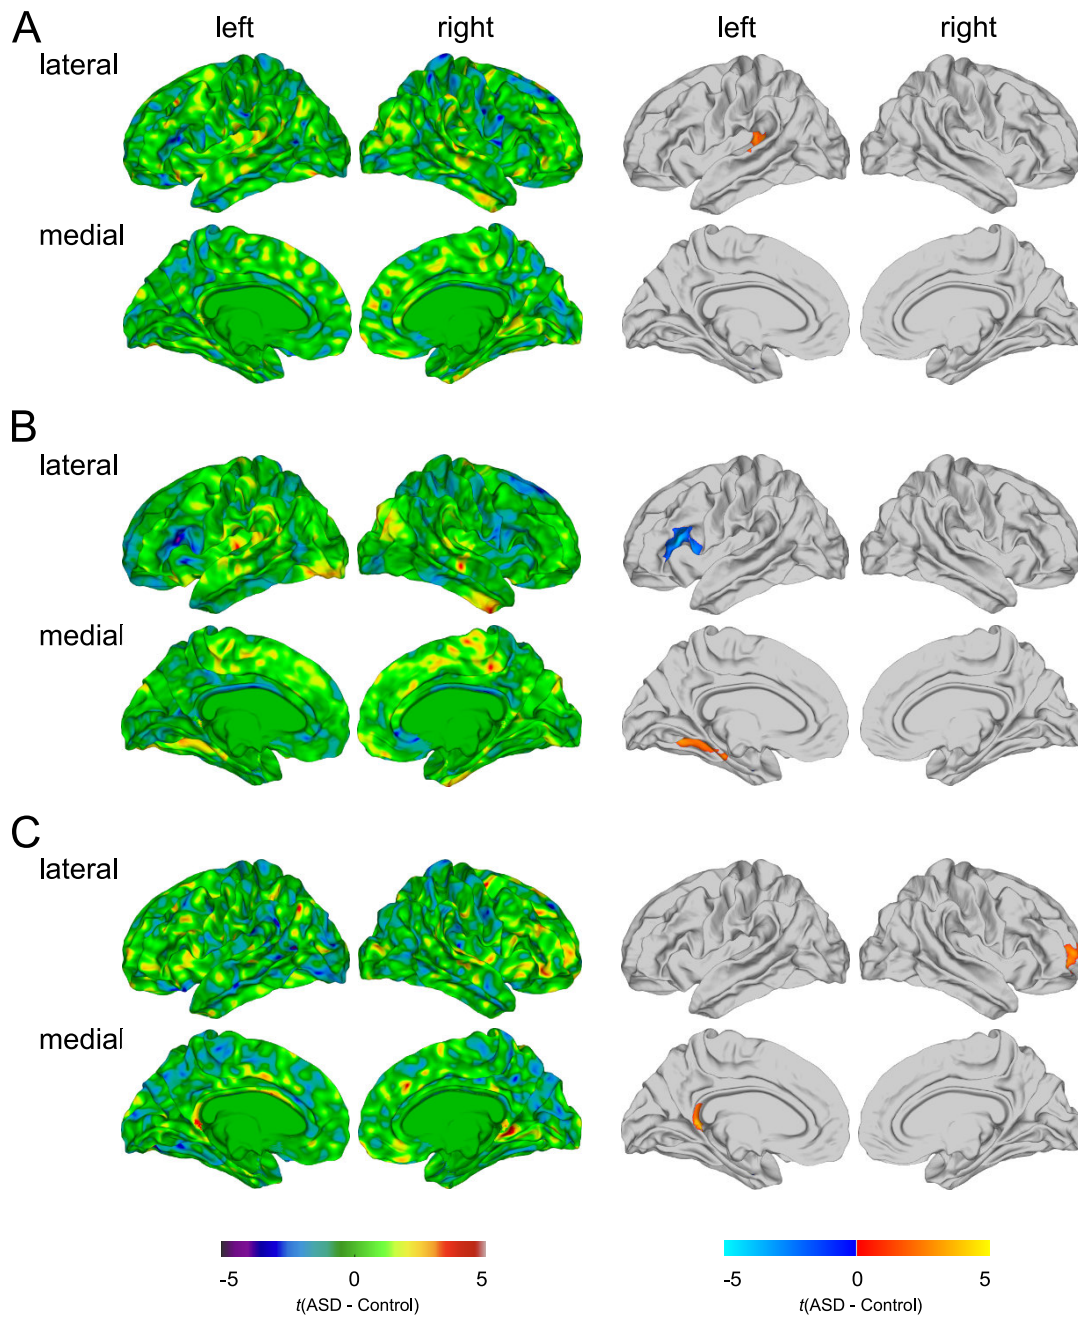 A
left right left right
lateral
medial
B
lateral
medial
C
lateral
medial
-5 0 5 -5 0 5
t(ASD - Control) t(ASD - Control)